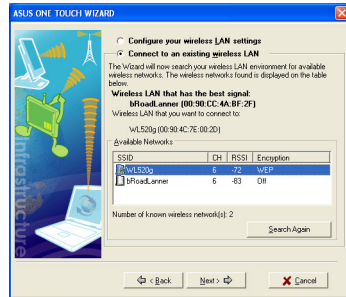 ASUS ONE TOUCH WIZARD
Configure your wireless LAN settings
Connect to an existing wireless LAN
The Wizard will now search your wireless LAN environment for available
wireless networks. The wireless networks found is displayed on the table
below.
Wireless LAN that has the best signal:
bRoadLanner (00:90:CC:4A:BF:2F)
Wireless LAN that you want to connect to:
WL520g (00:90:4C:7E:00:2D)
Available Networks
SSID CH RSSI Encryption
WL520g 6 -72 WEP
bRoadLanner 6 -83 Off
Number of known wireless network(s): 2
Search Again
< Back Next > Cancel
Infrastructure